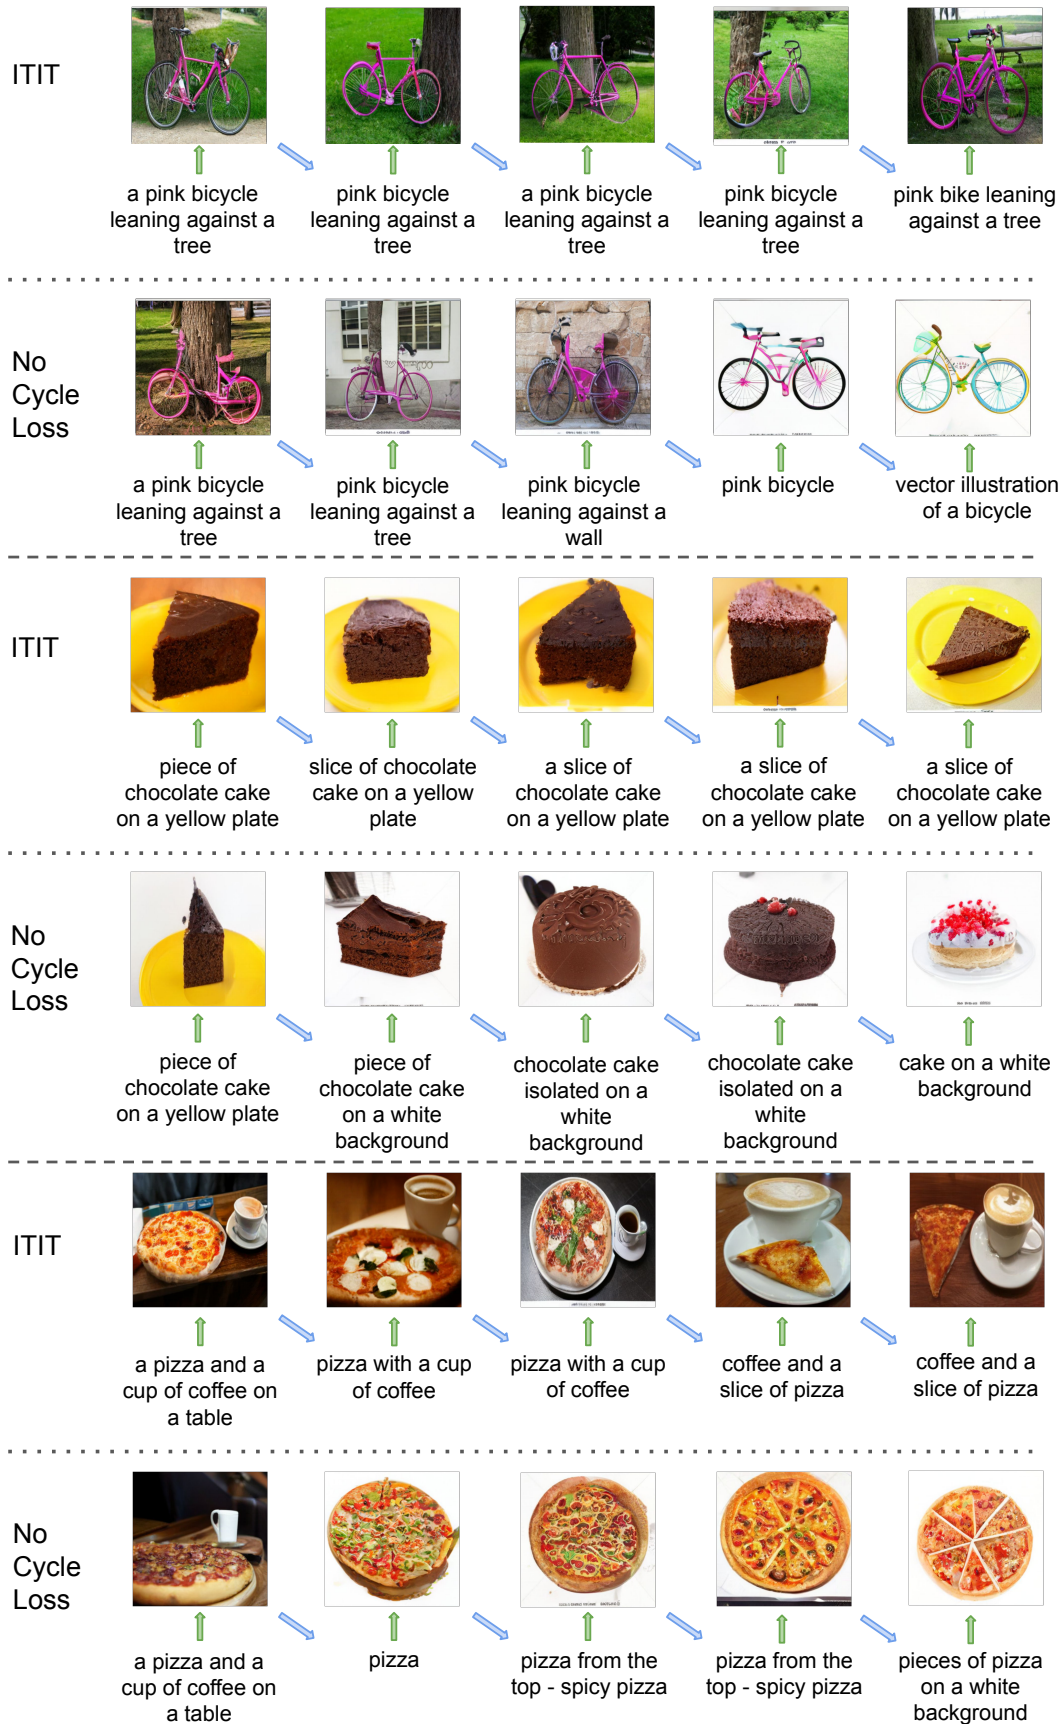 ITIT
a pink bicycle
leaning against a
tree
pink bicycle
leaning against a
tree
a pink bicycle
leaning against a
tree
pink bicycle
leaning against a
tree
pink bike leaning
against a tree
No
Cycle
Loss
a pink bicycle
leaning against a
tree
pink bicycle
leaning against a
tree
pink bicycle
leaning against a
wall
pink bicycle
vector illustration
of a bicycle
ITIT
piece of
chocolate cake
on a yellow plate
slice of chocolate
cake on a yellow
plate
a slice of
chocolate cake
on a yellow plate
a slice of
chocolate cake
on a yellow plate
a slice of
chocolate cake
on a yellow plate
No
Cycle
Loss
piece of
chocolate cake
on a yellow plate
piece of
chocolate cake
on a white
background
chocolate cake
isolated on a
white
background
chocolate cake
isolated on a
white
background
cake on a white
background
ITIT
a pizza and a
cup of coffee on
a table
pizza with a cup
of coffee
pizza with a cup
of coffee
coffee and a
slice of pizza
coffee and a
slice of pizza
No
Cycle
Loss
a pizza and a
cup of coffee on
a table
pizza
pizza from the
top - spicy pizza
pizza from the
top - spicy pizza
pieces of pizza
on a white
background